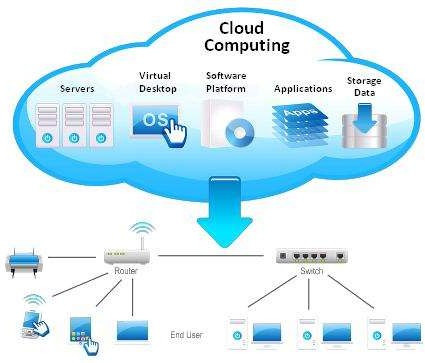 Cloud
Computing
Servers
Virtual
Desktop
Software
Platform
Applications
Storage
Data
OS
Apps
Router
Switch
End User